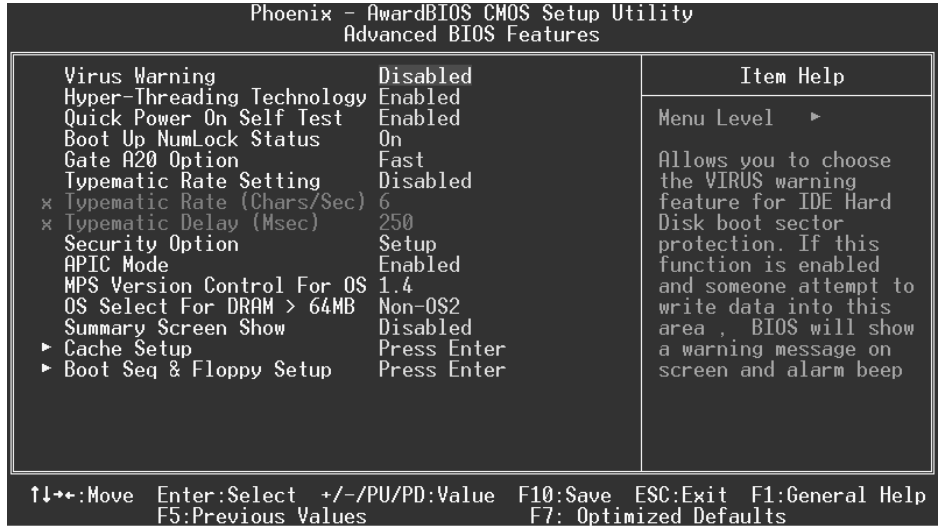 Phoenix - AwardBIOS CMOS Setup Utility
Advanced BIOS Features
Virus Warning Disabled
Hyper-Threading Technology Enabled
Quick Power On Self Test Enabled
Boot Up NumLock Status On
Gate A20 Option Fast
Typematic Rate Setting Disabled
x Typematic Rate (Chars/Sec) 6
x Typematic Delay (Msec) 250
Security Option Setup
APIC Mode Enabled
MPS Version Control For OS 1.4
OS Select For DRAM > 64MB Non-OS2
Summary Screen Show Disabled
► Cache Setup Press Enter
► Boot Seq & Floppy Setup Press Enter
Item Help
Menu Level ►
Allows you to choose
the VIRUS warning
feature for IDE Hard
Disk boot sector
protection. If this
function is enabled
and someone attempt to
write data into this
area , BIOS will show
a warning message on
screen and alarm beep
↑↓→←:Move Enter:Select +/-/PU/PD:Value F10:Save ESC:Exit F1:General Help
F5:Previous Values F7: Optimized Defaults